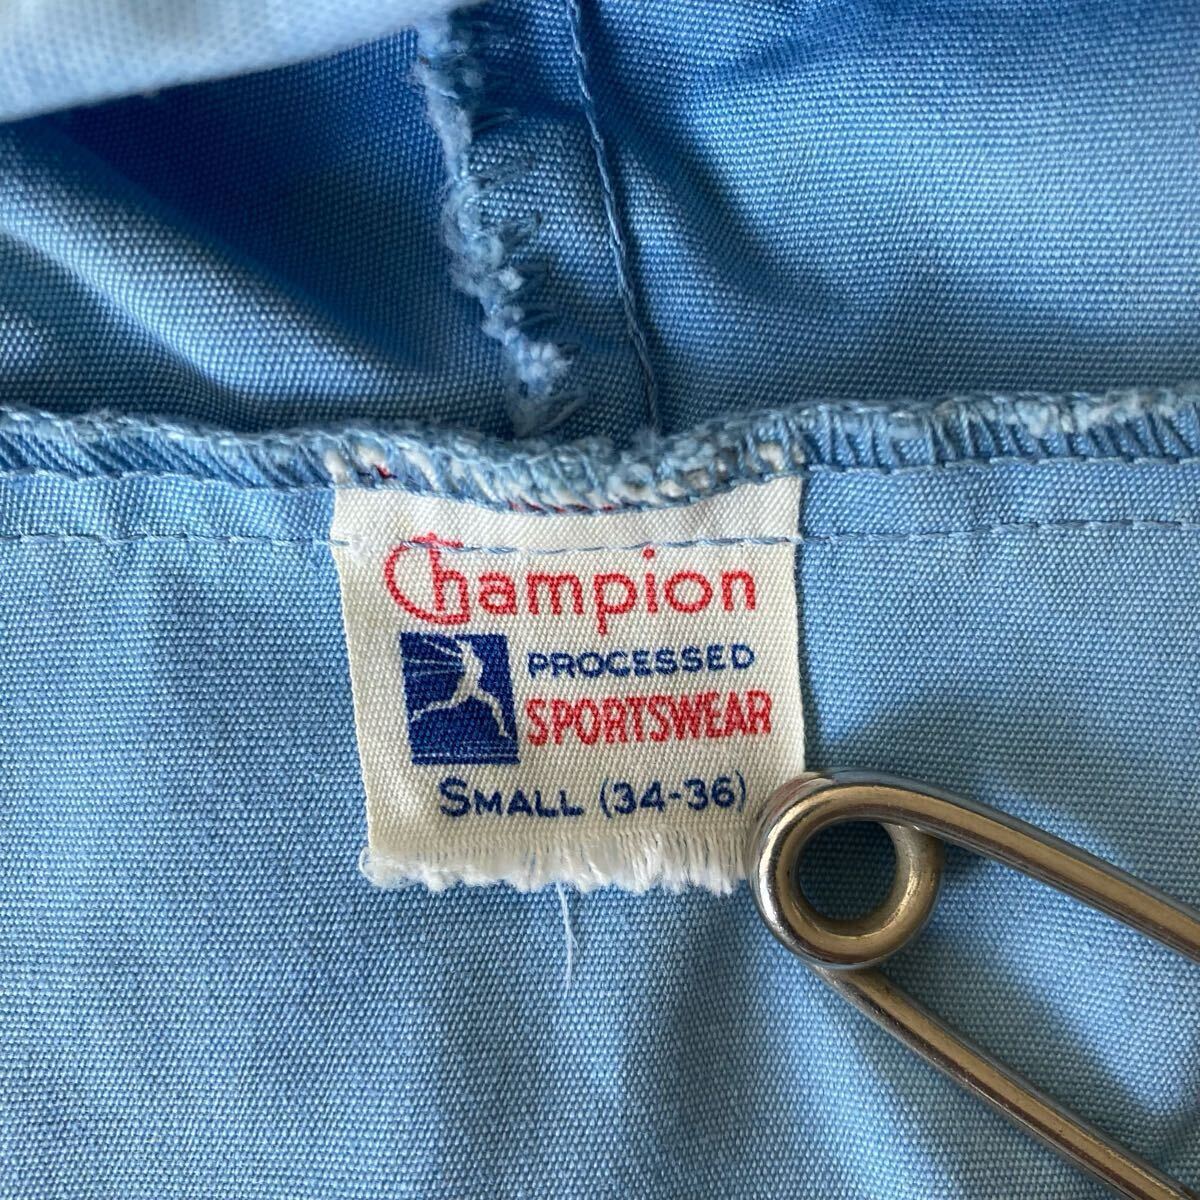 Champion
PROCESSED
SPORTSWEAR
SMALL (34-36)